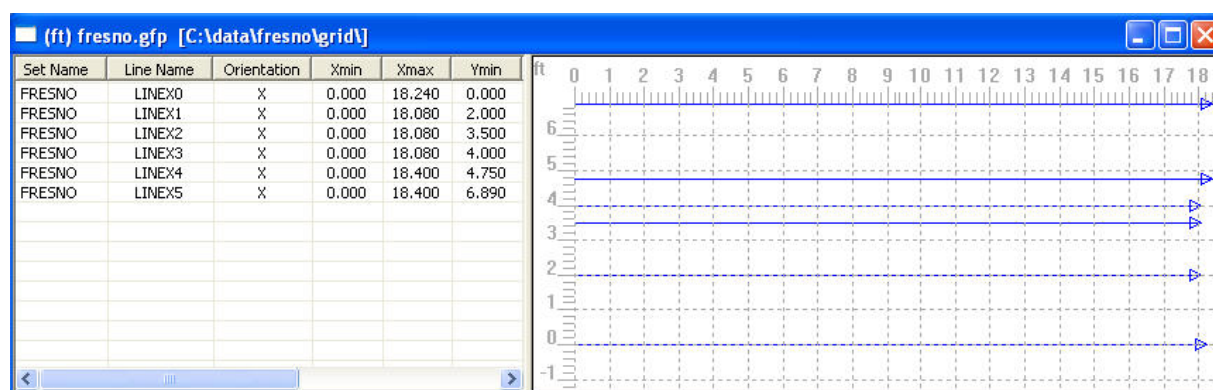 (ft) fresno.gfp [C:\data\fresno\grid\]
Set Name Line Name Orientation Xmin Xmax Ymin
FRESNO LINEX0 X 0.000 18.240 0.000
FRESNO LINEX1 X 0.000 18.080 2.000
FRESNO LINEX2 X 0.000 18.080 3.500
FRESNO LINEX3 X 0.000 18.080 4.000
FRESNO LINEX4 X 0.000 18.400 4.750
FRESNO LINEX5 X 0.000 18.400 6.890
ft 0 1 2 3 4 5 6 7 8 9 10 11 12 13 14 15 16 17 18
6
5
4
3
2
1
0
-1